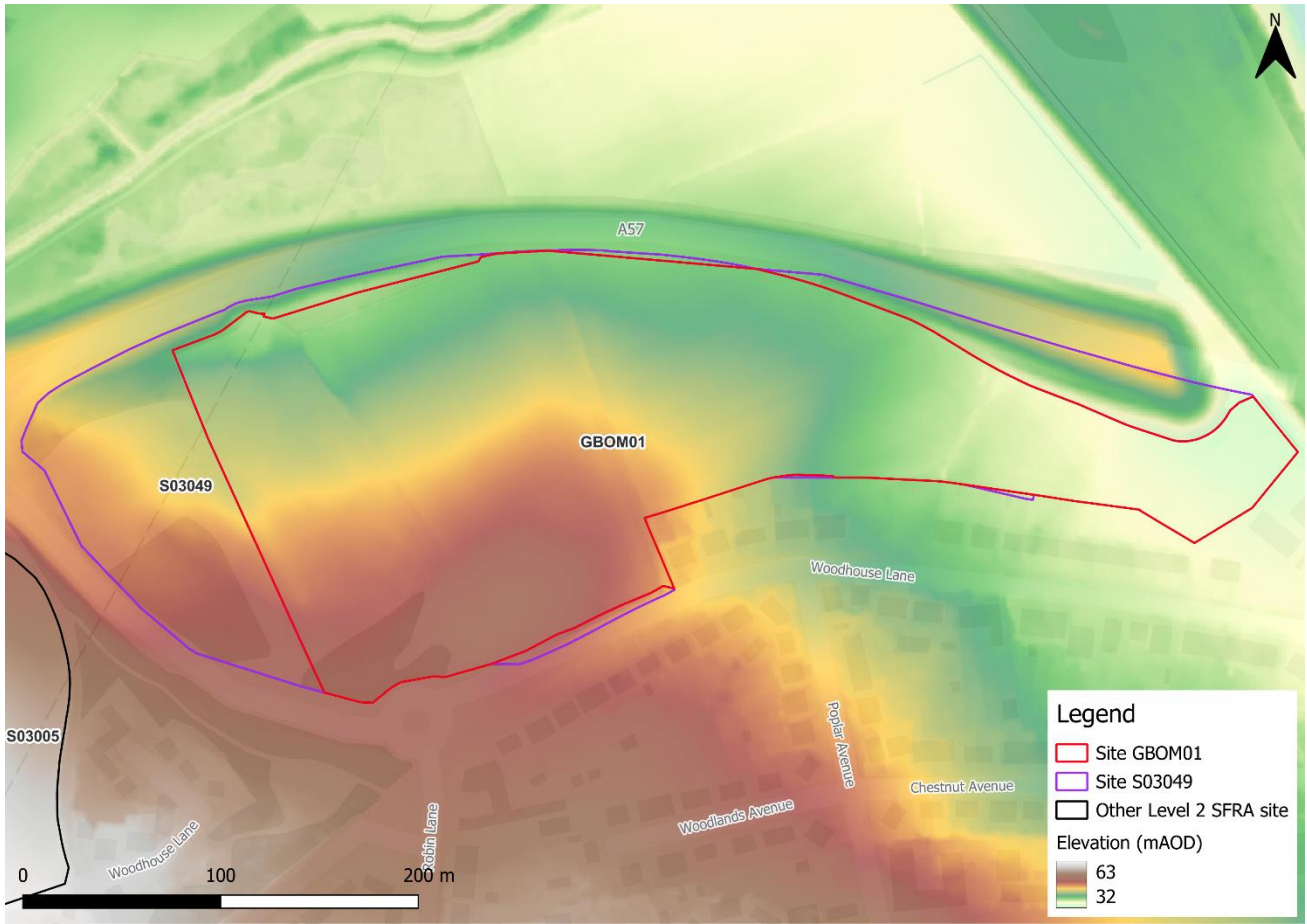 N
A57
GBOM01
S03049
Woodhouse Lane
Poplar Avenue
S03005
Chestnut Avenue
Woodlands Avenue
Woodhouse Lane
Robin Lane
0 100 200 m
Legend
Site GBOM01
Site S03049
Other Level 2 SFRA site
Elevation (mAOD)
63
32